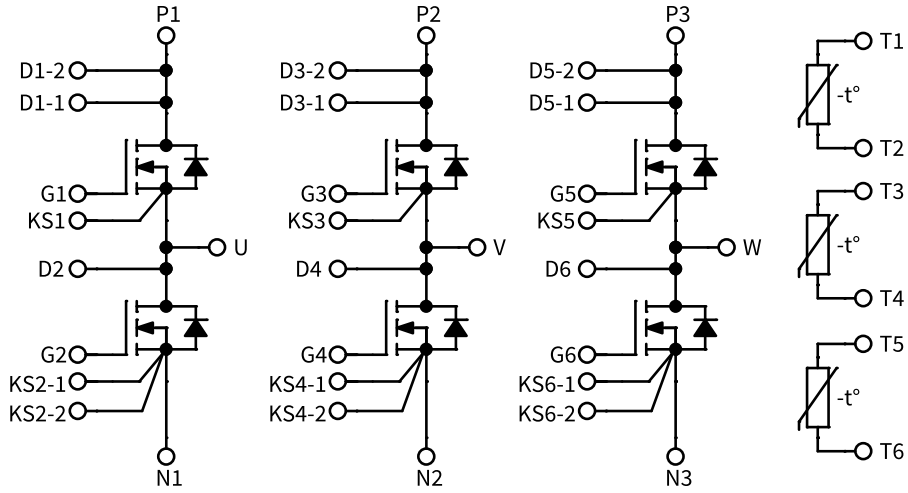 P1
P2
P3
D1-2
D1-1
G1
KS1
U
D2
G2
KS2-1
KS2-2
N1
D3-2
D3-1
G3
KS3
V
D4
G4
KS4-1
KS4-2
N2
D5-2
D5-1
G5
KS5
W
D6
G6
KS6-1
KS6-2
N3
T1
-t°
T2
T3
-t°
T4
T5
-t°
T6